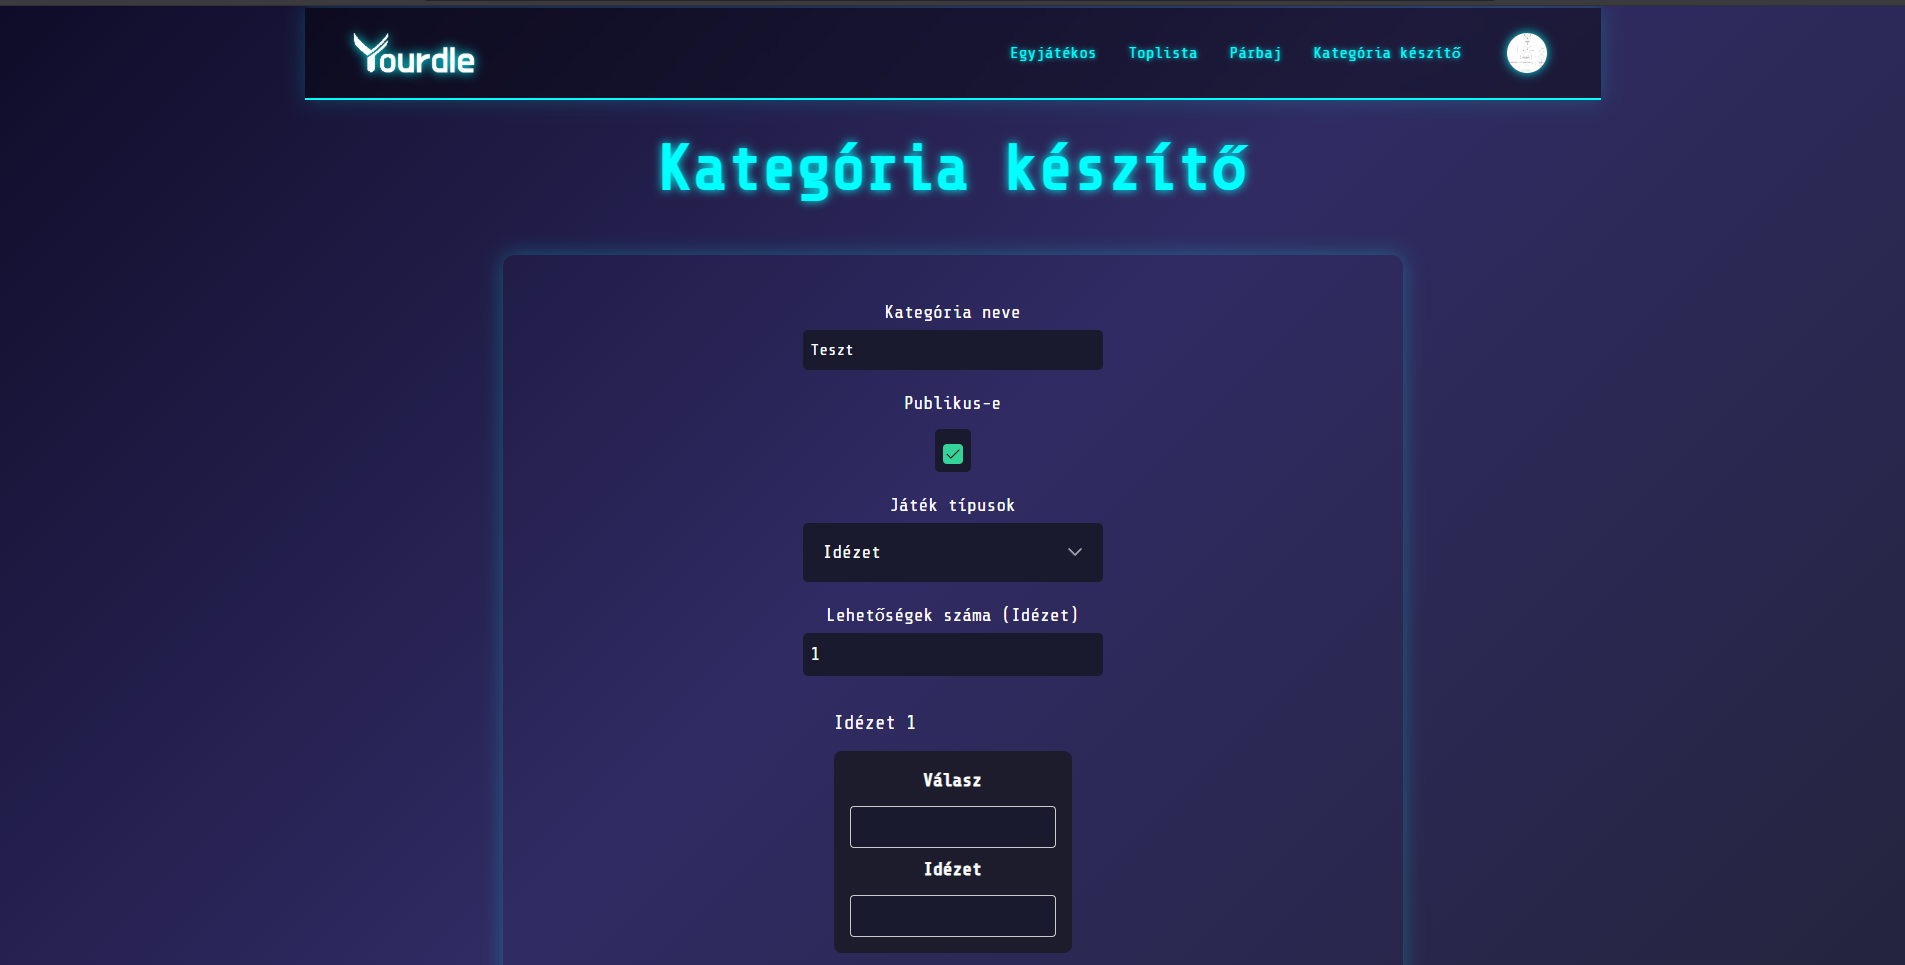 Yourdle
Egyjátékos Toplista Párbaj Kategória készítő
Kategória készítő
Kategória neve
Teszt
Publikus-e
Játék típusok
Idézet
Lehetőségek száma (Idézet)
1
Idézet 1
Válasz
Idézet